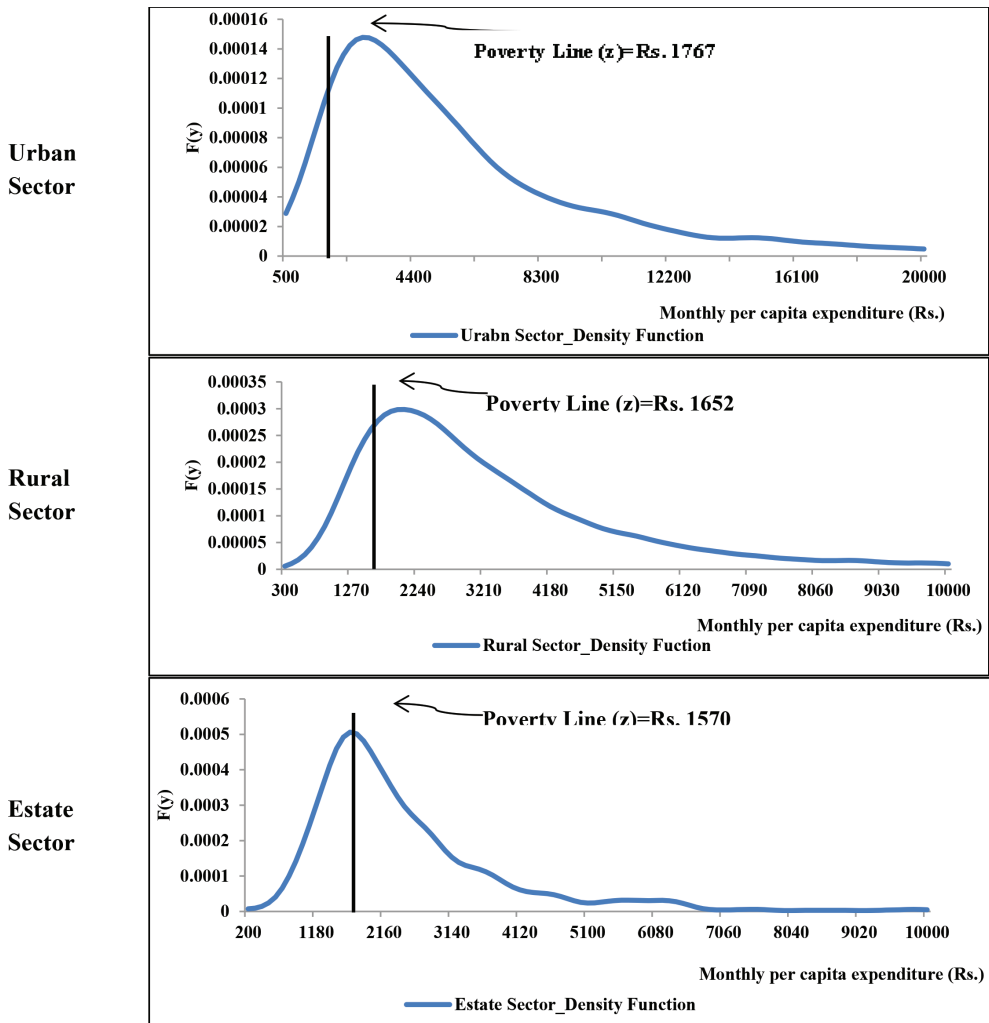 Urban
Sector
0.00016
0.00014
0.00012
0.0001
0.00008
0.00006
0.00004
0.00002
0
F(y)
Poverty Line (z)=Rs. 1767
500 4400 8300 12200 16100 20000
Monthly per capita expenditure (Rs.)
Urabn Sector_Density Function
Rural
Sector
0.00035
0.0003
0.00025
0.0002
0.00015
0.0001
0.00005
0
F(y)
Poverty Line (z)=Rs. 1652
300 1270 2240 3210 4180 5150 6120 7090 8060 9030 10000
Monthly per capita expenditure (Rs.)
Rural Sector_Density Fuction
Estate
Sector
0.0006
0.0005
0.0004
0.0003
0.0002
0.0001
0
F(y)
Poverty Line (z)=Rs. 1570
200 1180 2160 3140 4120 5100 6080 7060 8040 9020 10000
Monthly per capita expenditure (Rs.)
Estate Sector_Density Function